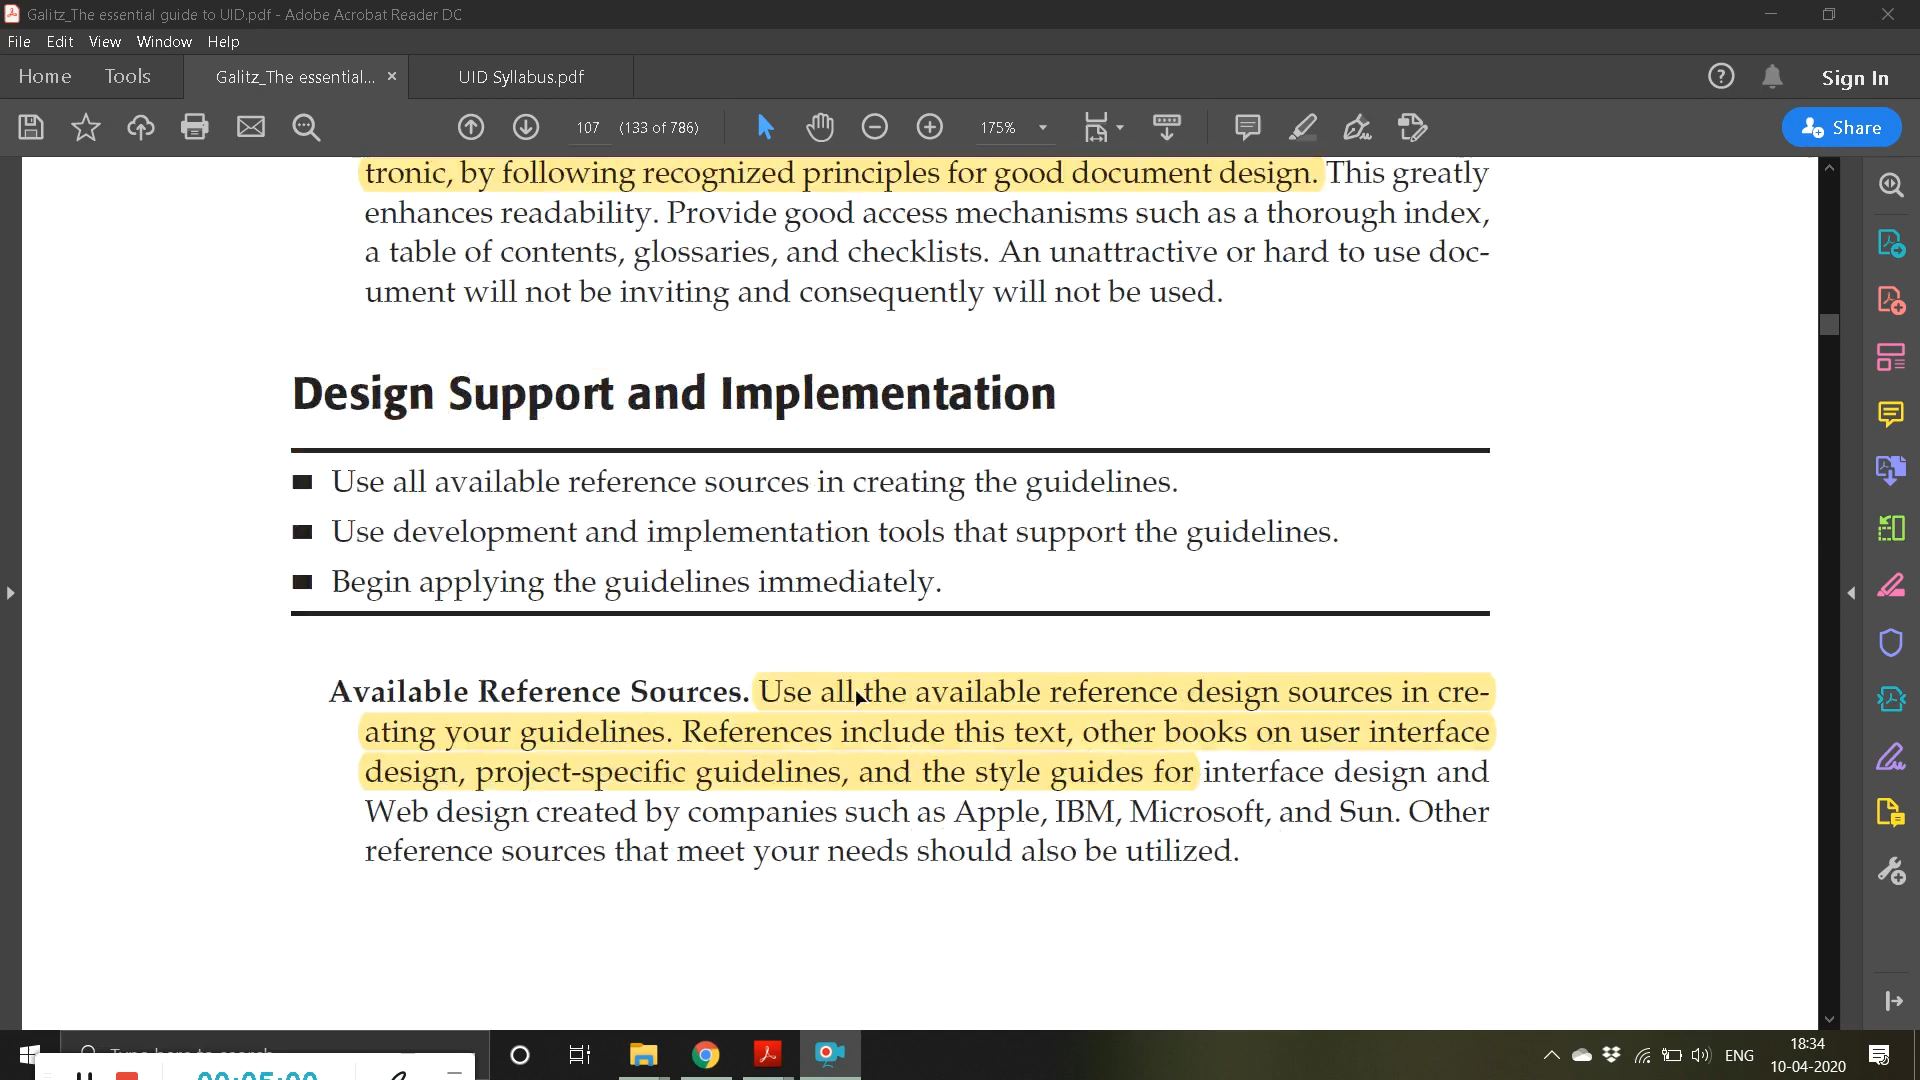 Galitz_The essential guide to UID.pdf - Adobe Acrobat Reader DC
File Edit View Window Help
Home Tools Galitz_The essential... × UID Syllabus.pdf Sign In
107 (133 of 786) 175% Share
tronic, by following recognized principles for good document design. This greatly
enhances readability. Provide good access mechanisms such as a thorough index,
a table of contents, glossaries, and checklists. An unattractive or hard to use doc-
ument will not be inviting and consequently will not be used.
Design Support and Implementation
■ Use all available reference sources in creating the guidelines.
■ Use development and implementation tools that support the guidelines.
■ Begin applying the guidelines immediately.
Available Reference Sources. Use all the available reference design sources in cre-
ating your guidelines. References include this text, other books on user interface
design, project-specific guidelines, and the style guides for interface design and
Web design created by companies such as Apple, IBM, Microsoft, and Sun. Other
reference sources that meet your needs should also be utilized.
Type here to search
00:05:00
ENG
18:34
10-04-2020